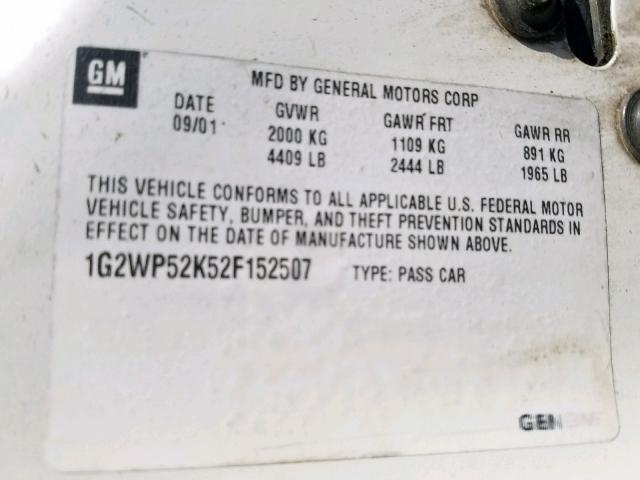 GM
MFD BY GENERAL MOTORS CORP
DATE GVWR GAWR FRT GAWR RR
09/01 2000 KG 1109 KG 891 KG
4409 LB 2444 LB 1965 LB
THIS VEHICLE CONFORMS TO ALL APPLICABLE U.S. FEDERAL MOTOR
VEHICLE SAFETY, BUMPER, AND THEFT PREVENTION STANDARDS IN
EFFECT ON THE DATE OF MANUFACTURE SHOWN ABOVE.
1G2WP52K52F152507 TYPE: PASS CAR